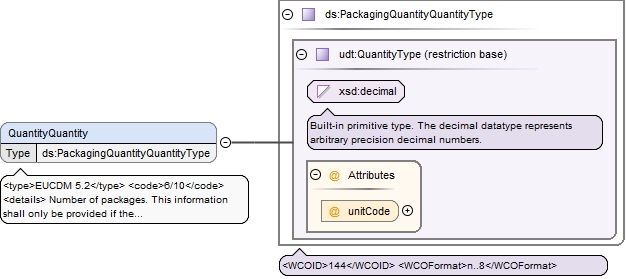 ds:PackagingQuantityQuantityType
udt:QuantityType (restriction base)
xsd:decimal
Built-in primitive type. The decimal datatype represents
arbitrary precision decimal numbers.
@ Attributes
@ unitCode
QuantityQuantity
Type ds:PackagingQuantityQuantityType
<type>EUCDM 5.2</type> <code>6/10</code>
<details> Number of packages. This information
shall only be provided if the...
<WCOID>144</WCOID> <WCOFormat>n..8</WCOFormat>